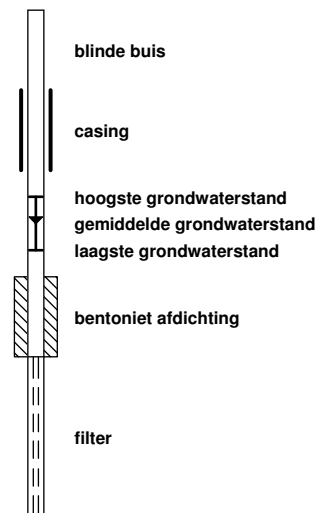 blinde buis
casing
hoogste grondwaterstand
gemiddelde grondwaterstand
laagste grondwaterstand
bentoniet afdichting
filter